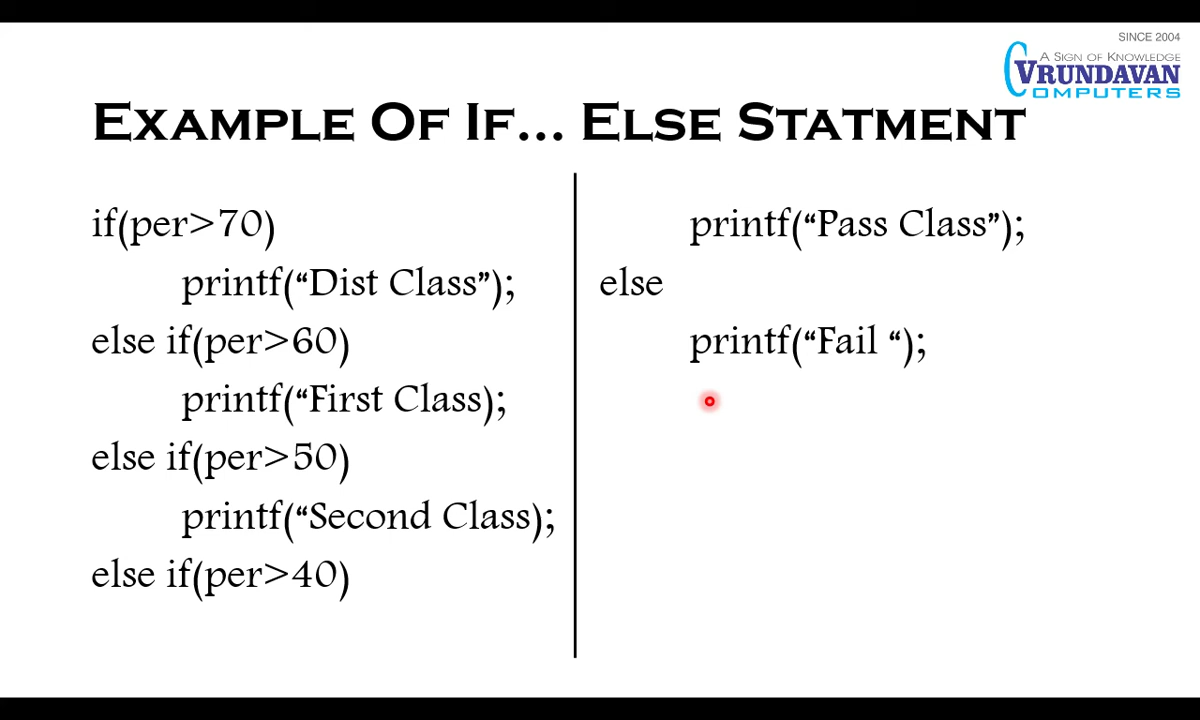 SINCE 2004
A SIGN OF KNOWLEDGE
VRUNDAVAN
COMPUTERS
EXAMPLE OF IF... ELSE STATMENT
if(per>70)
printf(“Dist Class”);
else if(per>60)
printf(“First Class);
else if(per>50)
printf(“Second Class);
else if(per>40)
printf(“Pass Class”);
else
printf(“Fail “);